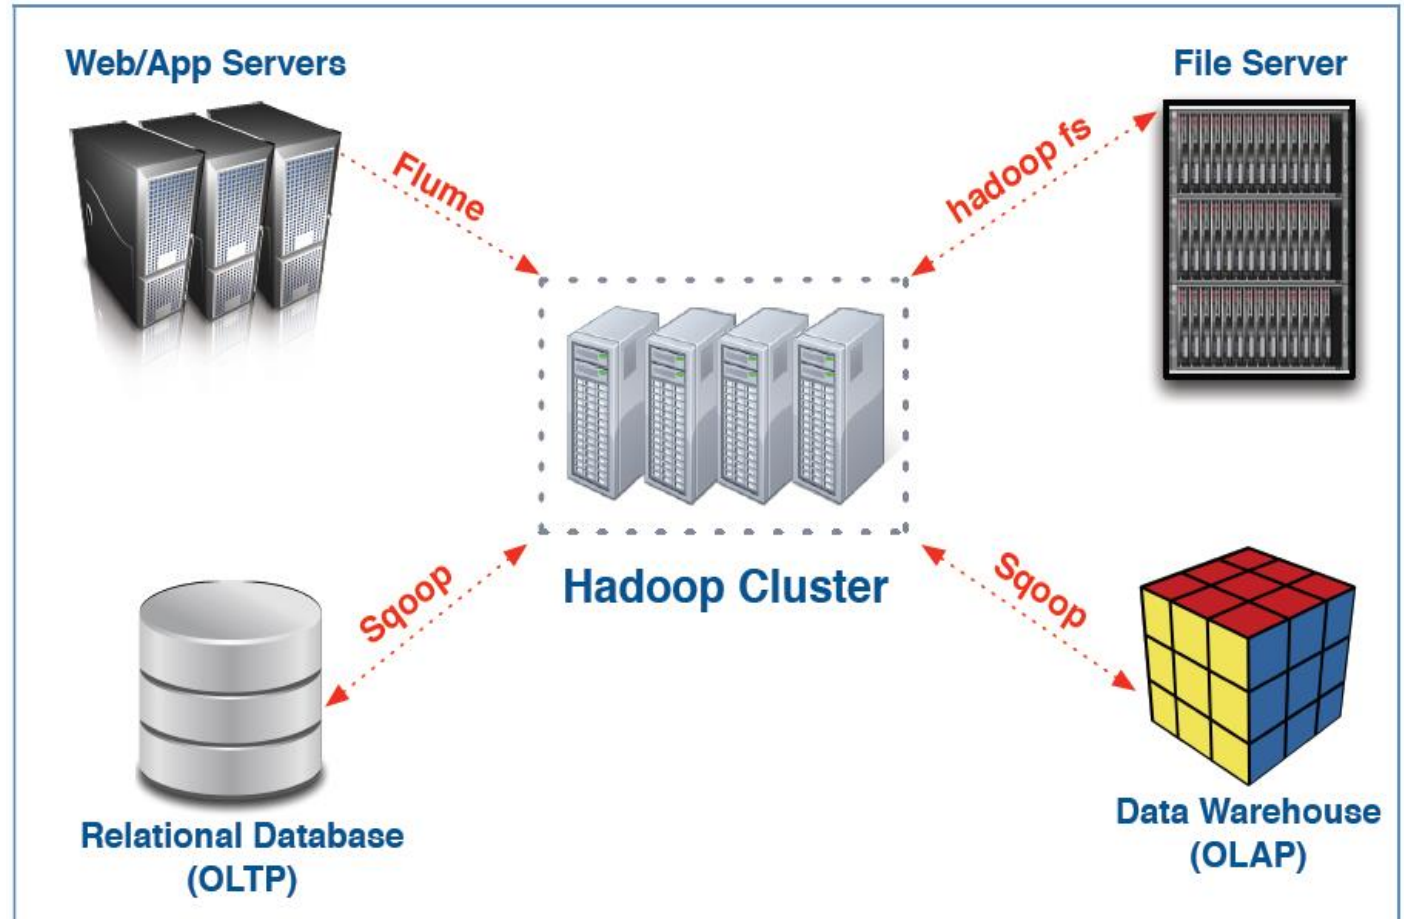 Web/App Servers
File Server
Flume
hadoop fs
Hadoop Cluster
Sqoop
Sqoop
Relational Database
(OLTP)
Data Warehouse
(OLAP)